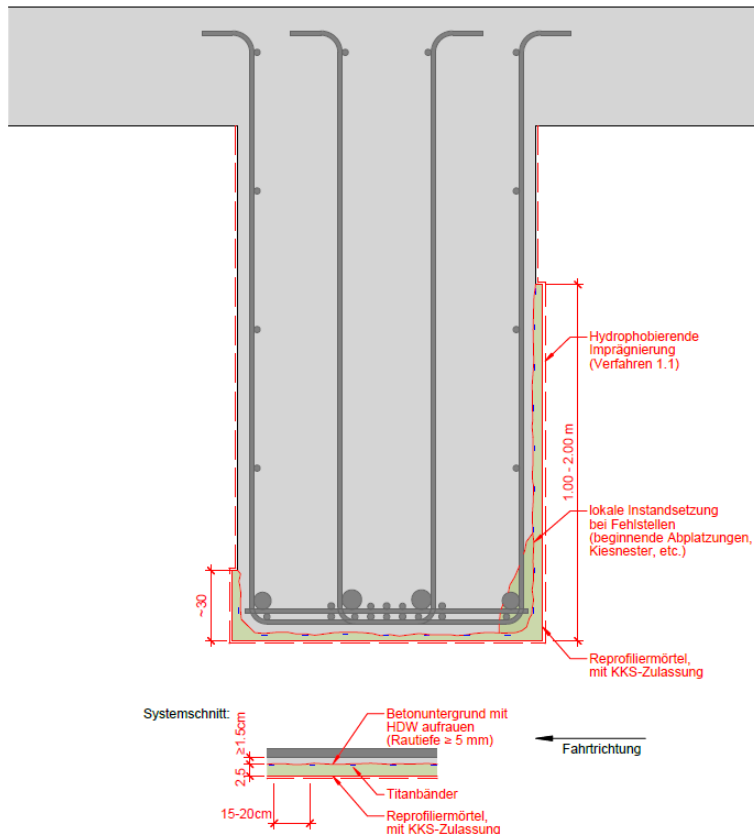 Hydrophobierende
Imprägnierung
(Verfahren 1.1)
1.00 - 2.00 m
lokale Instandsetzung
bei Fehlstellen
(beginnende Abplatzungen,
Kiesnester, etc.)
~30
Reprofiliermörtel,
mit KKS-Zulassung
Systemschnitt:
≥1.5cm
2.5
Betonuntergrund mit
HDW aufrauen
(Rautiefe ≥ 5 mm)
Fahrtrichtung
Titanbänder
15-20cm
Reprofiliermörtel,
mit KKS-Zulassung